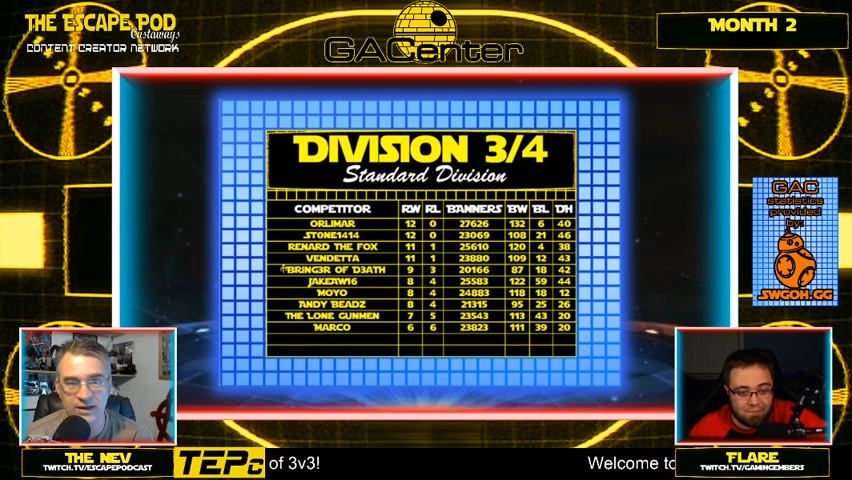 THE ESCAPE POD
Castaways
CONTENT CREATOR NETWORK
GACenter
MONTH 2
DIVISION 3/4
Standard Division
COMPETITOR RW RL BANNERS BW BL DH
ORLIMAR 12 0 27626 132 6 40
STONE1414 12 0 23069 108 21 46
RENARD THE FOX 11 1 25610 120 4 38
VENDETTA 11 1 23880 109 12 43
BRING3R OF D3ATH 9 3 20166 87 18 42
JAKEAW16 8 4 25583 122 59 44
MOYO 8 4 24883 118 18 12
ANDY BEADZ 8 4 21315 95 25 26
THE LONE GUNMEN 7 5 23543 113 43 20
MARCO 6 6 23823 111 39 20
GAC
statistics
provided
by:
SWGOH.GG
THE NEV
TWITCH.TV/ESCAPEPODCAST
TEPC
of 3v3!
Welcome to
FLARE
TWITCH.TV/GAMINGEMBERS